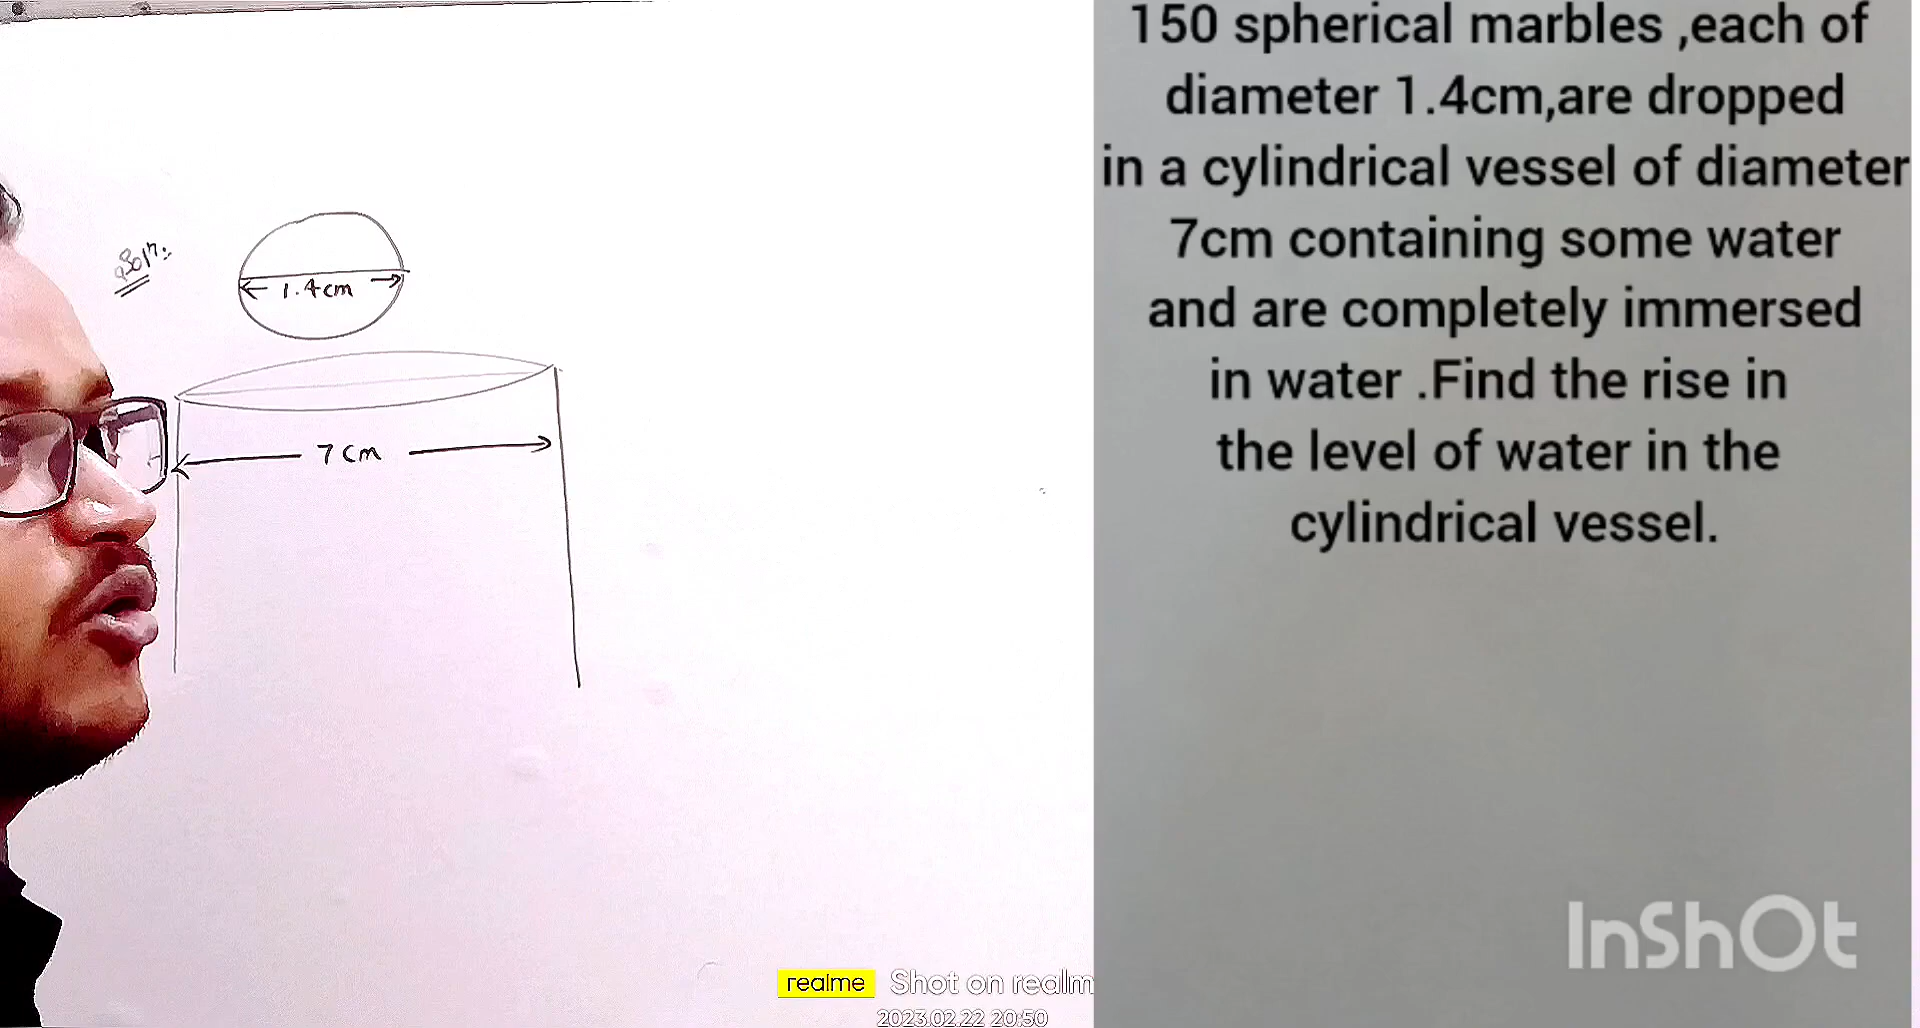 Soln:
1.4cm
7cm
150 spherical marbles ,each of
diameter 1.4cm,are dropped
in a cylindrical vessel of diameter
7cm containing some water
and are completely immersed
in water .Find the rise in
the level of water in the
cylindrical vessel.
InShOt
realme Shot on realm
2023.02.22 20:50